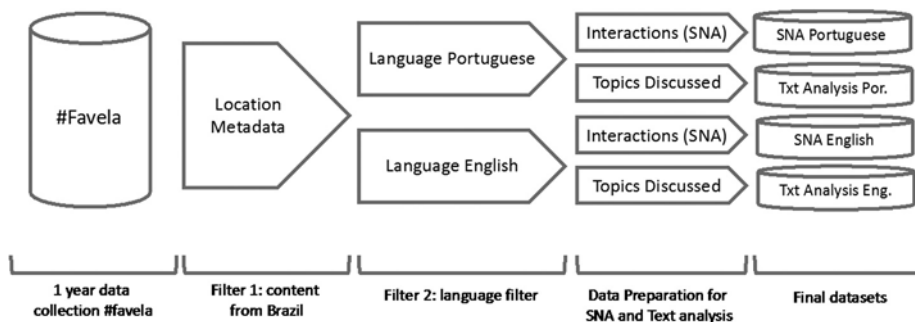 #Favela
Location
Metadata
Language Portuguese
Language English
Interactions (SNA)
Topics Discussed
Interactions (SNA)
Topics Discussed
SNA Portuguese
Txt Analysis Por.
SNA English
Txt Analysis Eng.
1 year data
collection #favela
Filter 1: content
from Brazil
Filter 2: language filter
Data Preparation for
SNA and Text analysis
Final datasets